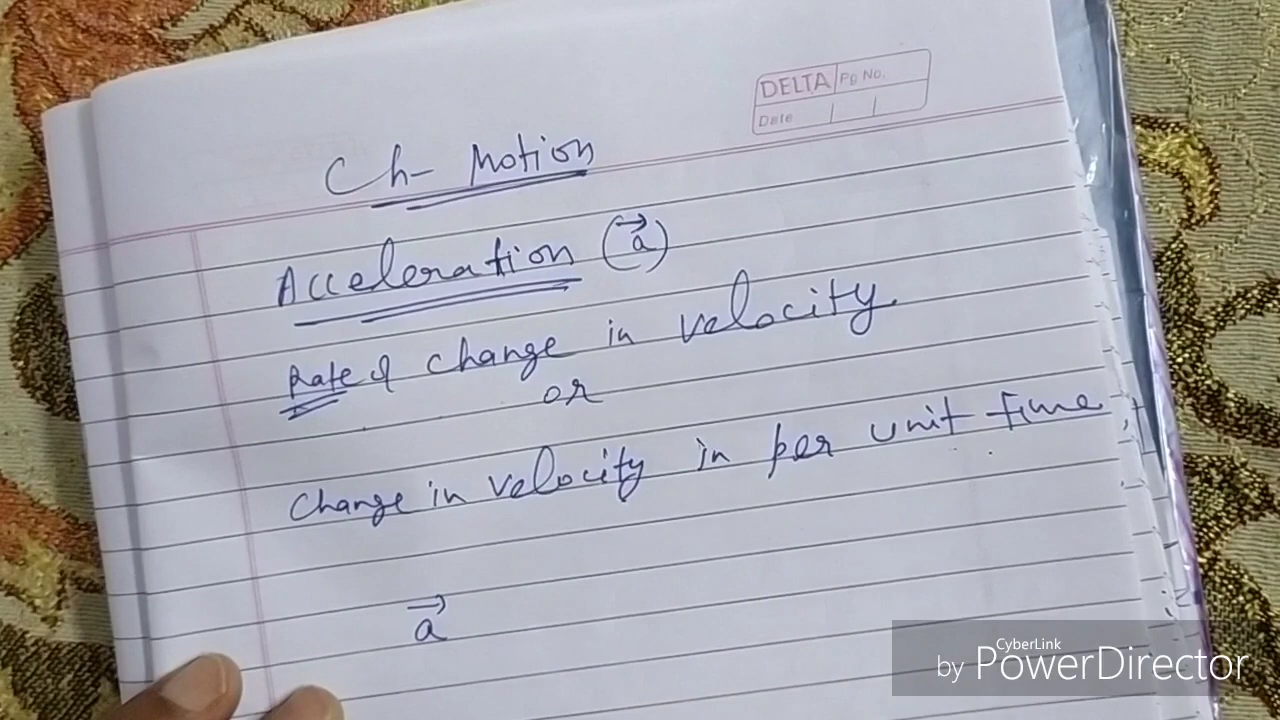 DELTA Pg No.
Date
Ch- Motion
Acceleration (a⃗)
Rate of change in velocity.
or
Change in velocity in per unit time.
a⃗
CyberLink
by PowerDirector